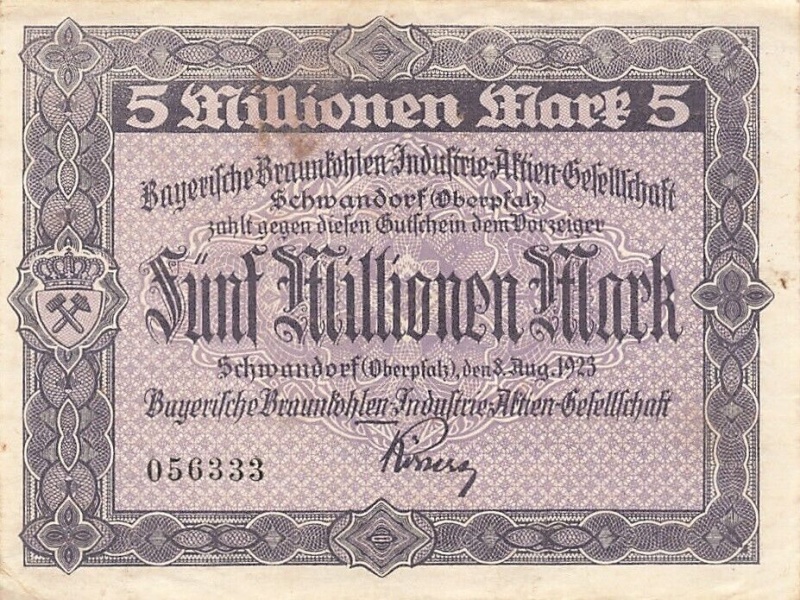 5 Millionen Mark 5
Bayerische Braunkohlen-Industrie-Aktien-Gesellschaft
Schwandorf (Oberpfalz)
zahlt gegen diesen Gutschein dem Vorzeiger
Fünf Millionen Mark
Schwandorf (Oberpfalz), den 8. Aug. 1923
Bayerische Braunkohlen-Industrie-Aktien-Gesellschaft
056333